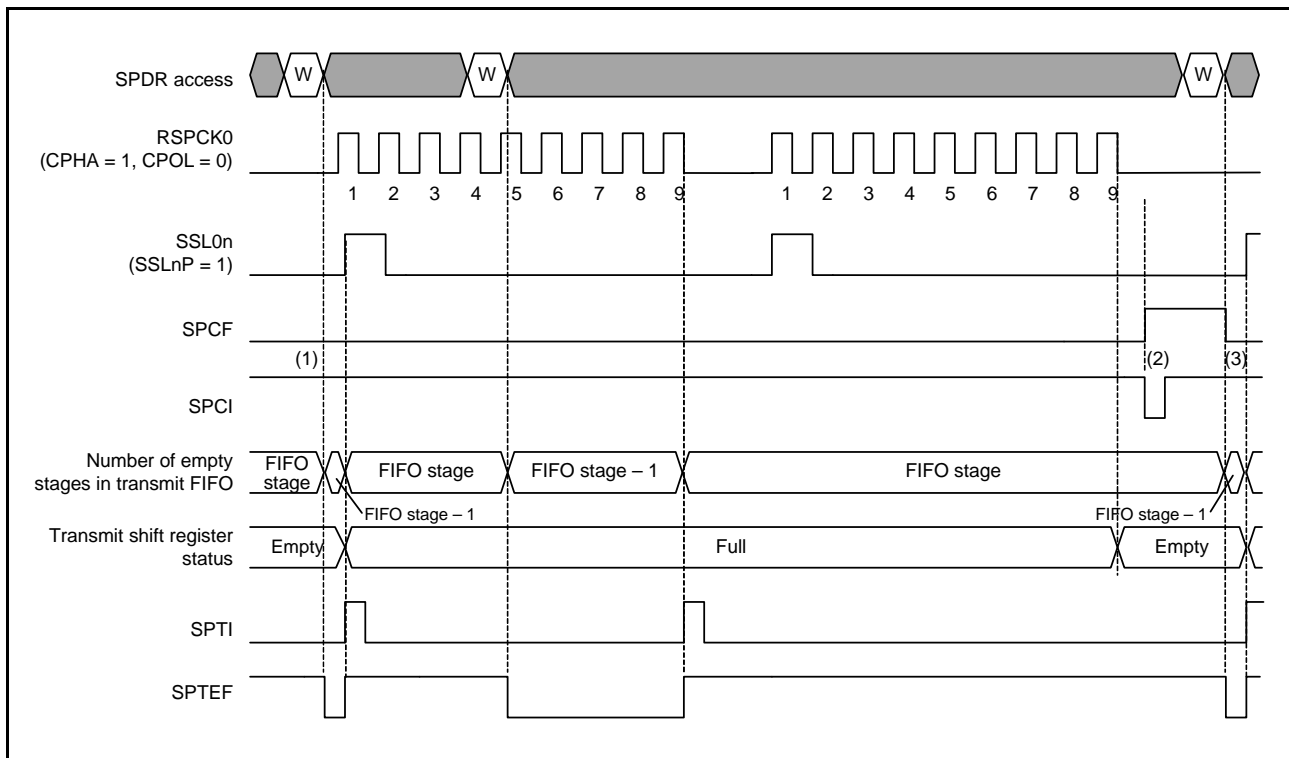 SPDR access
W
W
W
RSPCK0
(CPHA = 1, CPOL = 0)
1 2 3 4 5 6 7 8 9
1 2 3 4 5 6 7 8 9
SSL0n
(SSLnP = 1)
SPCF
(1)
(2)
(3)
SPCI
Number of empty
stages in transmit FIFO
FIFO
stage
FIFO stage
FIFO stage – 1
FIFO stage
FIFO stage – 1
FIFO stage – 1
Transmit shift register
status
Empty
Full
Empty
SPTI
SPTEF